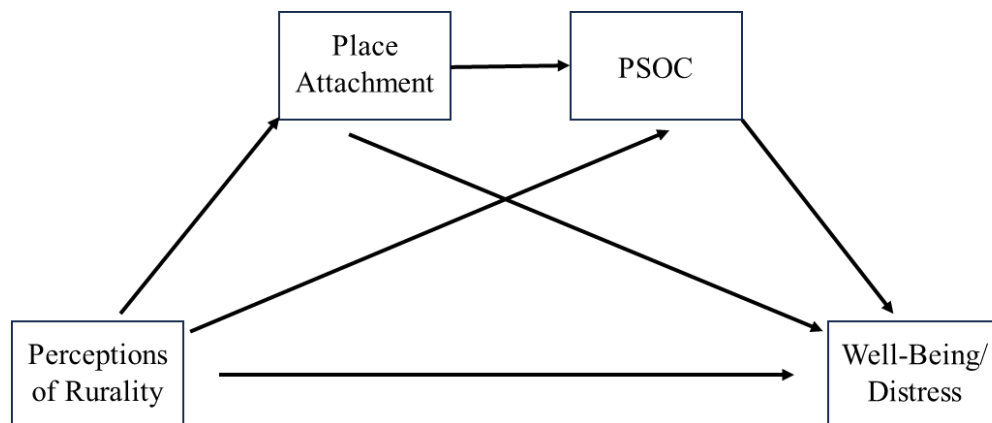 Place
Attachment
PSOC
Perceptions
of Rurality
Well-Being/
Distress